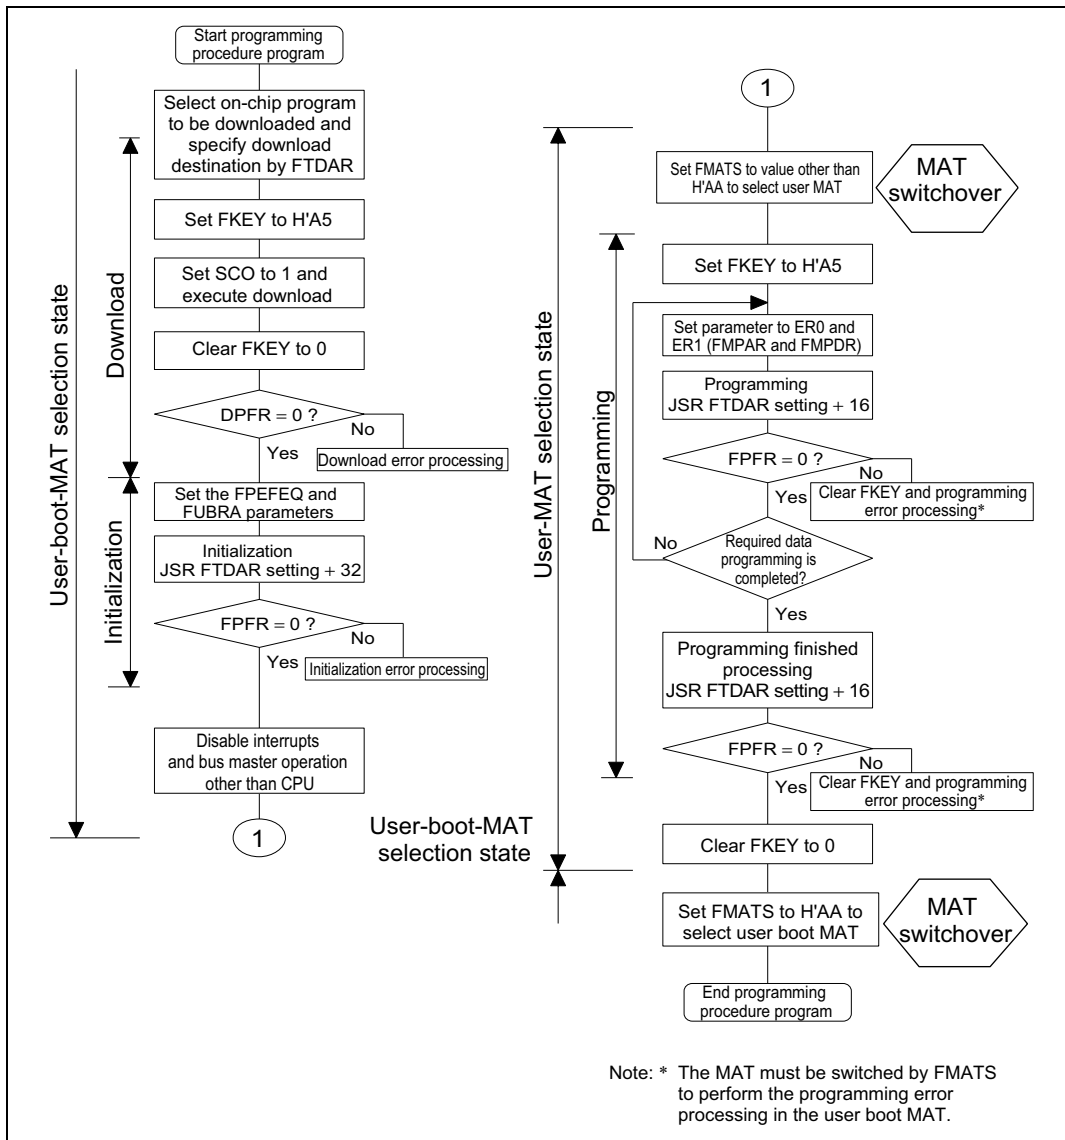 Start programming
procedure program
Select on-chip program
to be downloaded and
specify download
destination by FTDAR
Set FKEY to H'A5
Set SCO to 1 and
execute download
Clear FKEY to 0
DPFR = 0 ?
No
Yes
Download error processing
Set the FPEFEQ and
FUBRA parameters
Initialization
JSR FTDAR setting + 32
FPFR = 0 ?
No
Yes
Initialization error processing
Disable interrupts
and bus master operation
other than CPU
1
User-boot-MAT selection state
Download
Initialization
1
Set FMATS to value other than
H'AA to select user MAT
MAT
switchover
Set FKEY to H'A5
Set parameter to ER0 and
ER1 (FMPAR and FMPDR)
Programming
JSR FTDAR setting + 16
FPFR = 0 ?
No
Yes
Clear FKEY and programming
error processing*
No
Required data
programming is
completed?
Yes
Programming finished
processing
JSR FTDAR setting + 16
FPFR = 0 ?
No
Yes
Clear FKEY and programming
error processing*
Clear FKEY to 0
User-MAT selection state
Programming
User-boot-MAT
selection state
Set FMATS to H'AA to
select user boot MAT
MAT
switchover
End programming
procedure program
Note: * The MAT must be switched by FMATS
to perform the programming error
processing in the user boot MAT.